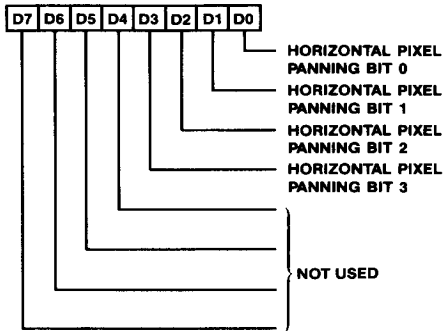 D7 D6 D5 D4 D3 D2 D1 D0
HORIZONTAL PIXEL
PANNING BIT 0
HORIZONTAL PIXEL
PANNING BIT 1
HORIZONTAL PIXEL
PANNING BIT 2
HORIZONTAL PIXEL
PANNING BIT 3
NOT USED